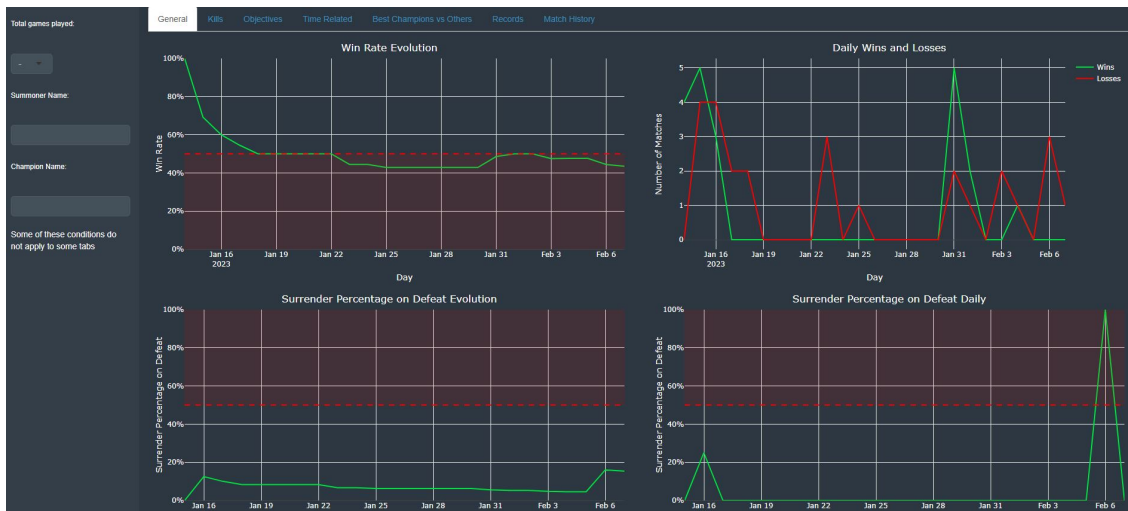 Total games played:
-
Summoner Name:
Champion Name:
Some of these conditions do
not apply to some tabs
General Kills Objectives Time Related Best Champions vs Others Records Match History
Win Rate Evolution
Win Rate
100%
80%
60%
40%
20%
0%
Jan 16 Jan 19 Jan 22 Jan 25 Jan 28 Jan 31 Feb 3 Feb 6
2023
Day
Daily Wins and Losses
Number of Matches
5
4
3
2
1
0
Jan 16 Jan 19 Jan 22 Jan 25 Jan 28 Jan 31 Feb 3 Feb 6
2023
Day
Wins
Losses
Surrender Percentage on Defeat Evolution
Surrender Percentage on Defeat
100%
80%
60%
40%
20%
0%
Jan 16 Jan 19 Jan 22 Jan 25 Jan 28 Jan 31 Feb 3 Feb 6
Surrender Percentage on Defeat Daily
Surrender Percentage on Defeat
100%
80%
60%
40%
20%
0%
Jan 16 Jan 19 Jan 22 Jan 25 Jan 28 Jan 31 Feb 3 Feb 6